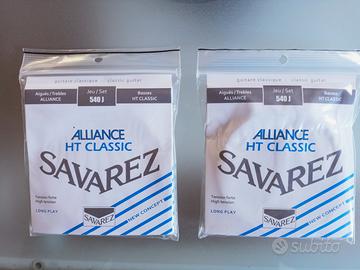 guitare classique - classic guitar
Aiguës/Trebles
ALLIANCE
Jeu/Set
540 J
Basses
HT CLASSIC
ALLIANCE
HT CLASSIC
SAVAREZ
Tension forte
High tension
LONG PLAY
SAVAREZ
NEW CONCEPT
guitare classique - classic guitar
Aiguës/Trebles
ALLIANCE
Jeu/Set
540 J
Basses
HT CLASSIC
ALLIANCE
HT CLASSIC
SAVAREZ
Tension forte
High tension
LONG PLAY
SAVAREZ
NEW CONCEPT
subito